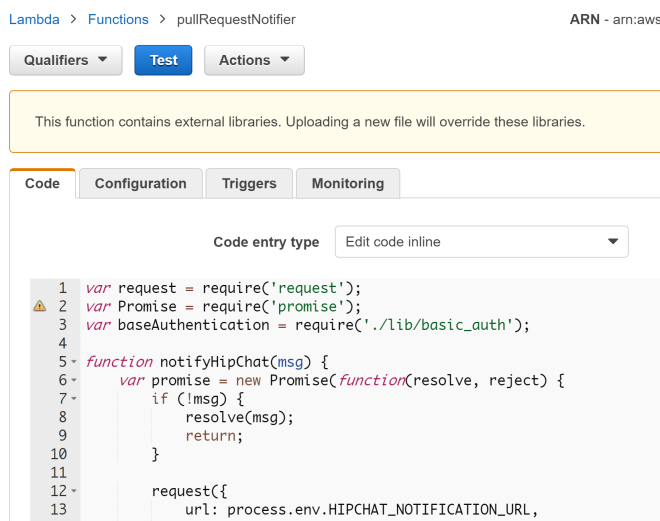 Lambda > Functions > pullRequestNotifier ARN - arn:aws
Qualifiers Test Actions
This function contains external libraries. Uploading a new file will override these libraries.
Code Configuration Triggers Monitoring
Code entry type Edit code inline
1 var request = require('request');
2 var Promise = require('promise');
3 var baseAuthentication = require('./lib/basic_auth');
4
5 function notifyHipChat(msg) {
6 var promise = new Promise(function(resolve, reject) {
7 if (!msg) {
8 resolve(msg);
9 return;
10 }
11
12 request({
13 url: process.env.HIPCHAT_NOTIFICATION_URL,